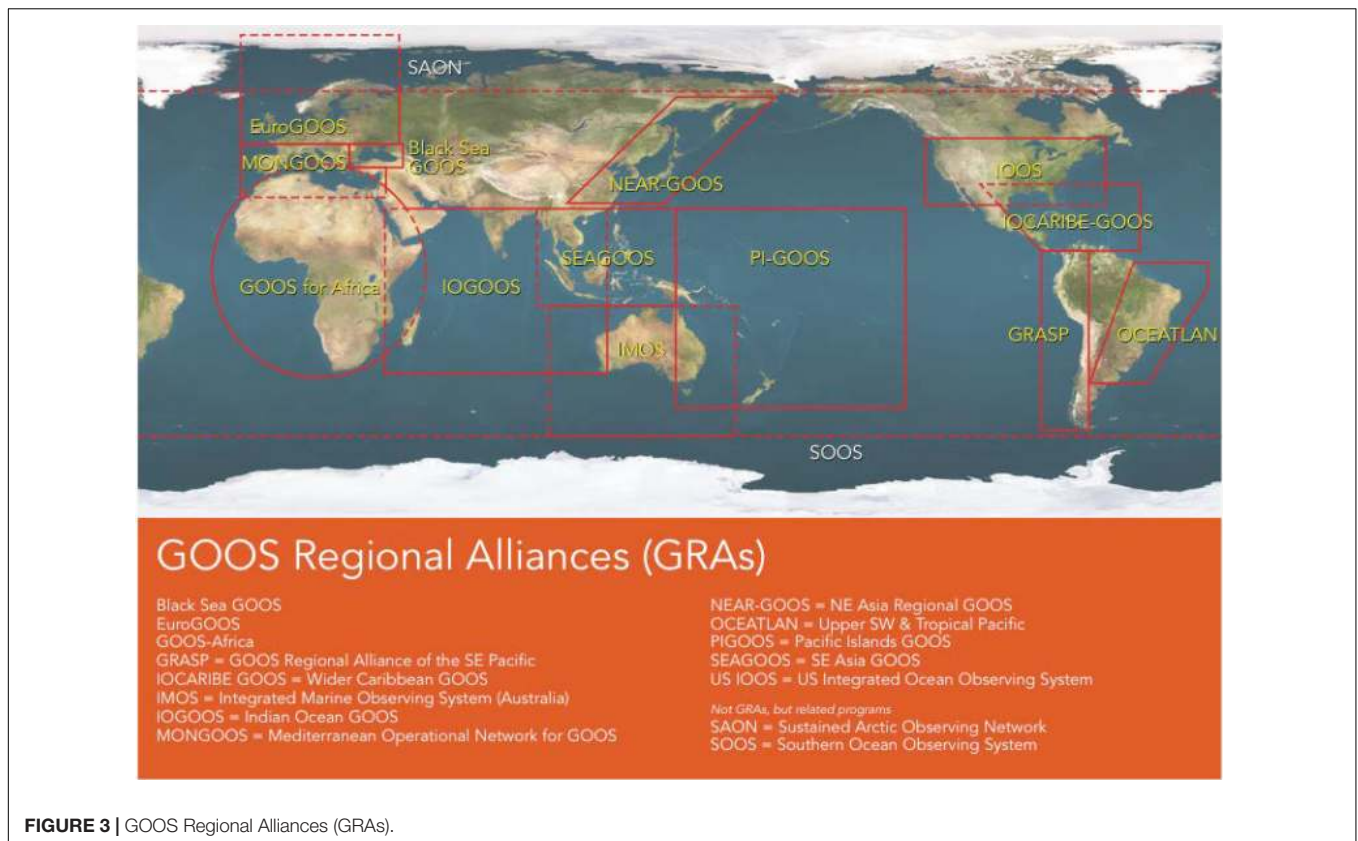 SAON
EuroGOOS
MONGOOS
Black Sea
GOOS
NEAR-GOOS
IOOS
IOCARIBE-GOOS
GOOS for Africa
IOGOOS
SEAGOOS
PI-GOOS
IMOS
GRASP
OCEATLAN
SOOS
GOOS Regional Alliances (GRAs)
Black Sea GOOS
EuroGOOS
GOOS-Africa
GRASP = GOOS Regional Alliance of the SE Pacific
IOCARIBE GOOS = Wider Caribbean GOOS
IMOS = Integrated Marine Observing System (Australia)
IOGOOS = Indian Ocean GOOS
MONGOOS = Mediterranean Operational Network for GOOS
NEAR-GOOS = NE Asia Regional GOOS
OCEATLAN = Upper SW & Tropical Pacific
PIGOOS = Pacific Islands GOOS
SEAGOOS = SE Asia GOOS
US IOOS = US Integrated Ocean Observing System
Not GRAs, but related programs
SAON = Sustained Arctic Observing Network
SOOS = Southern Ocean Observing System
FIGURE 3 | GOOS Regional Alliances (GRAs).